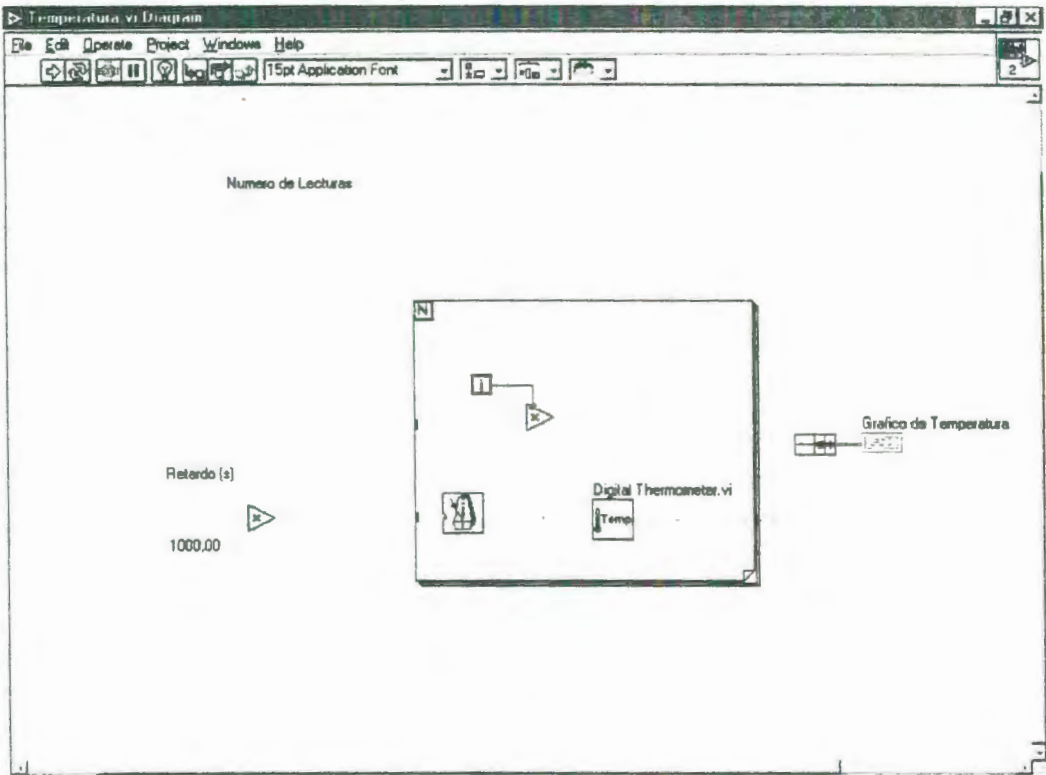 Temperatura.vi Diagram
File Edit Operate Project Windows Help
15pt Application Font
2
Numero de Lecturas
N
i
x
Grafico de Temperatura
Retardo (s)
Digital Thermometer.vi
x
Temp
1000,00